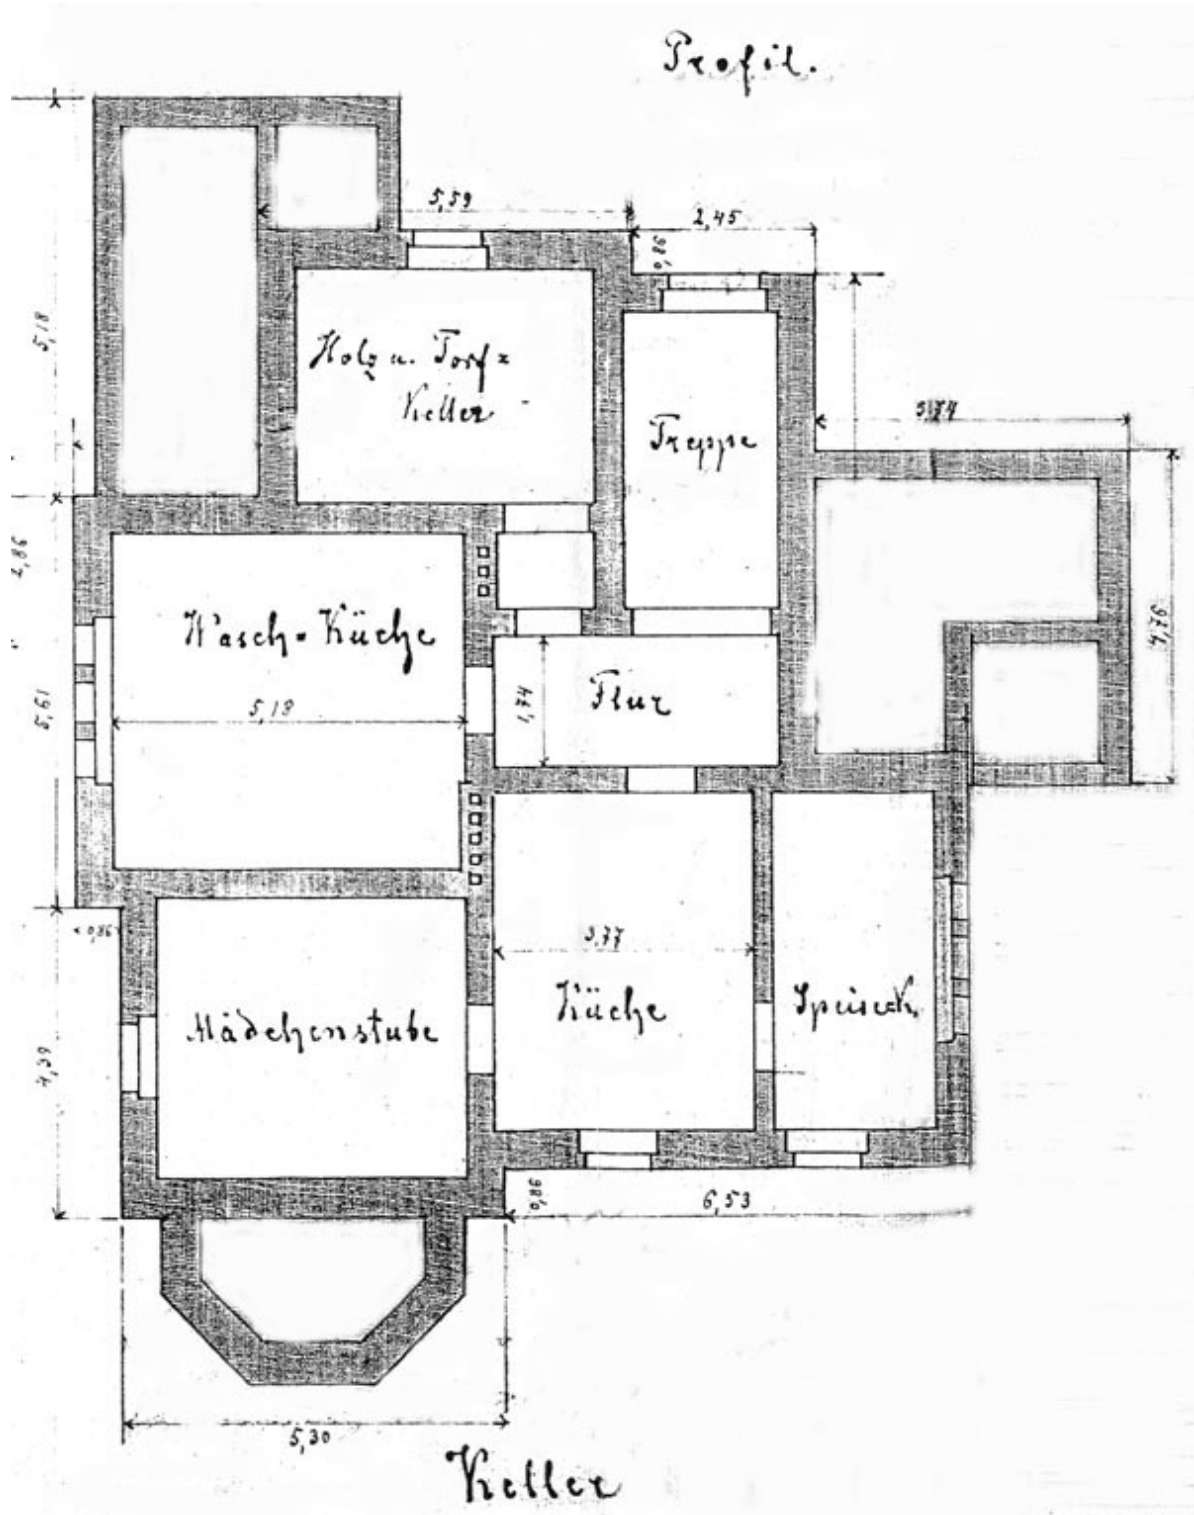 Profil.
5,59
2,45
0,86
5,18
Holz u. Torf=
Keller
Treppe
3,74
2,86
Wasch=Küche
4,76
5,61
5,18
1,74
Flur
0,86
3,77
Küche
Speisek.
Mädchenstube
4,39
0,86
6,53
5,30
Keller